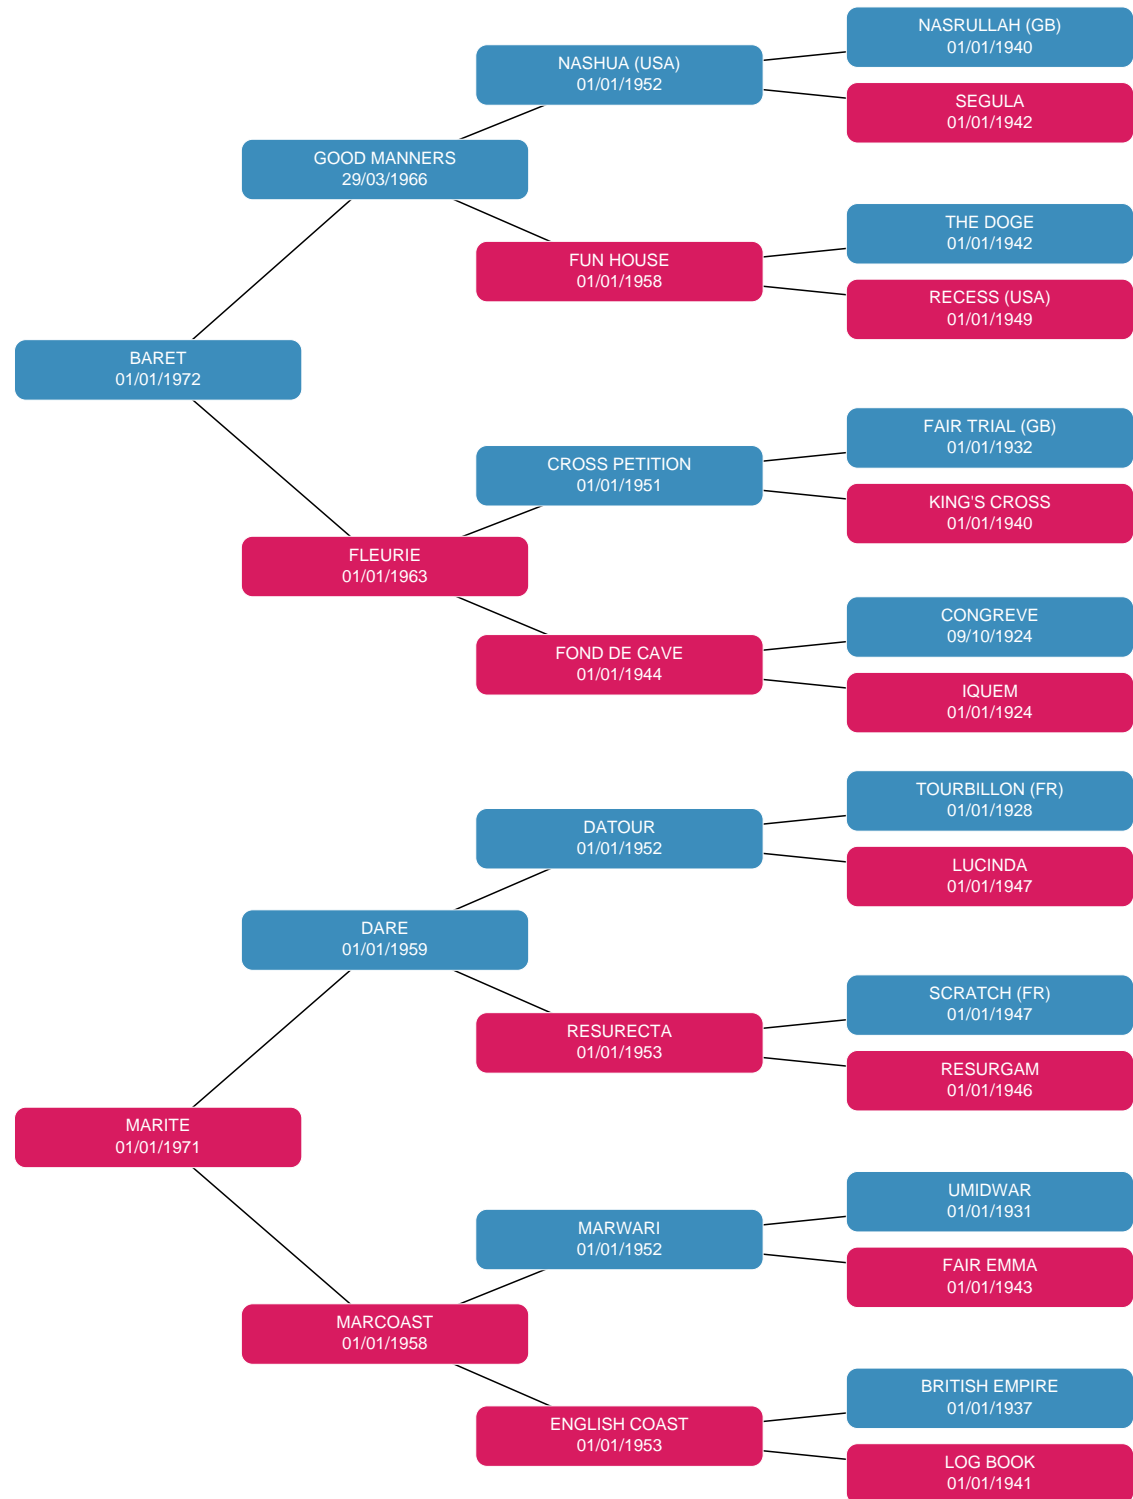 NASRULLAH (GB)
01/01/1940
NASHUA (USA)
01/01/1952
SEGULA
01/01/1942
GOOD MANNERS
29/03/1966
THE DOGE
01/01/1942
FUN HOUSE
01/01/1958
RECESS (USA)
01/01/1949
BARET
01/01/1972
FAIR TRIAL (GB)
01/01/1932
CROSS PETITION
01/01/1951
KING'S CROSS
01/01/1940
FLEURIE
01/01/1963
CONGREVE
09/10/1924
FOND DE CAVE
01/01/1944
IQUEM
01/01/1924
TOURBILLON (FR)
01/01/1928
DATOUR
01/01/1952
LUCINDA
01/01/1947
DARE
01/01/1959
SCRATCH (FR)
01/01/1947
RESURECTA
01/01/1953
RESURGAM
01/01/1946
MARITE
01/01/1971
UMIDWAR
01/01/1931
MARWARI
01/01/1952
FAIR EMMA
01/01/1943
MARCOAST
01/01/1958
BRITISH EMPIRE
01/01/1937
ENGLISH COAST
01/01/1953
LOG BOOK
01/01/1941